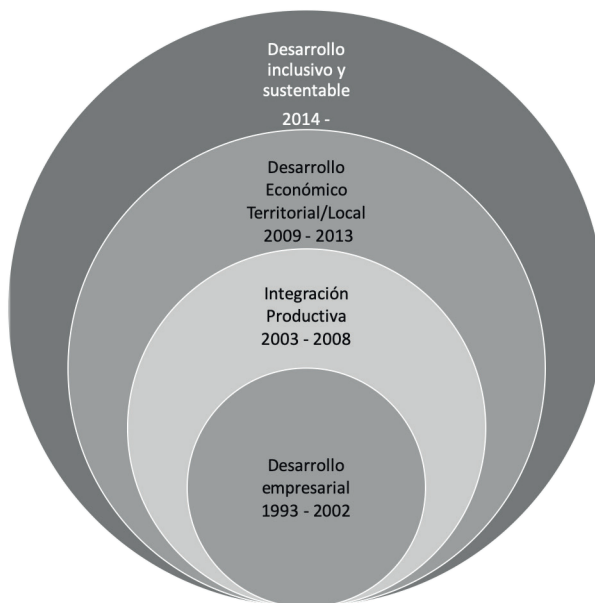 Desarrollo
inclusivo y
sustentable
2014 -
Desarrollo
Económico
Territorial/Local
2009 - 2013
Integración
Productiva
2003 - 2008
Desarrollo
empresarial
1993 - 2002